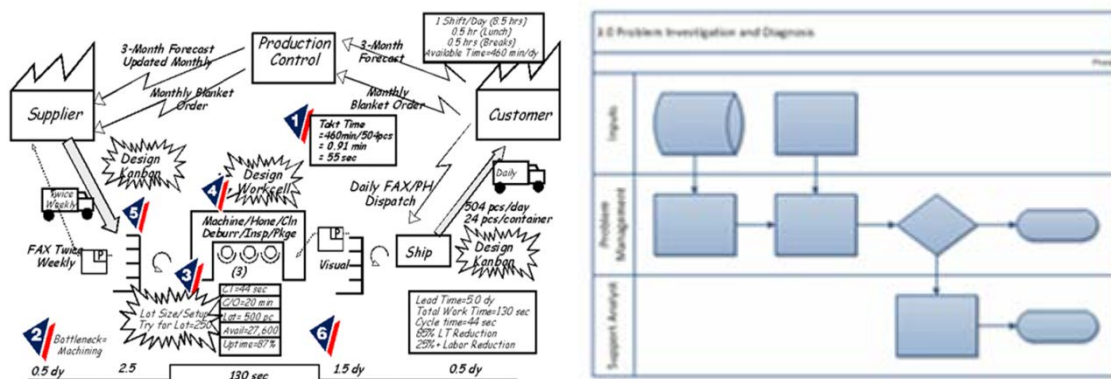 1 Shift/Day (8.5 hrs)
0.5 hr (Lunch)
0.5 hrs (Breaks)
Available Time=460 min/dy
Production
Control
3-Month Forecast
Updated Monthly
3-Month
Forecast
Monthly Blanket
Order
Monthly
Blanket Order
Supplier
Customer
1
Takt Time
=460min/504pcs
= 0.91 min
= 55 sec
Design
Kanban
4
Design
Workcell
Daily FAX/PH
Dispatch
Daily
Twice
Weekly
5
504 pcs/day
24 pcs/container
Machine/Hone/Cln
Deburr/Insp/Pkge
(3)
FAX Twice
Weekly
P
P
Visual
Ship
Design
Kanban
3
Lot Size/Setup
Try for Lot=250
CT=44 sec
C/O=20 min
Lot= 500 pc
Avail=27,600
Uptime=87%
Lead Time=5.0 dy
Total Work Time=130 sec
Cycle time=44 sec
85% LT Reduction
25%+ Labor Reduction
2
Bottleneck=
Machining
6
0.5 dy
2.5
130 sec
1.5 dy
0.5 dy
3.0 Problem Investigation and Diagnosis
Inputs
Problem
Management
Support Analyst